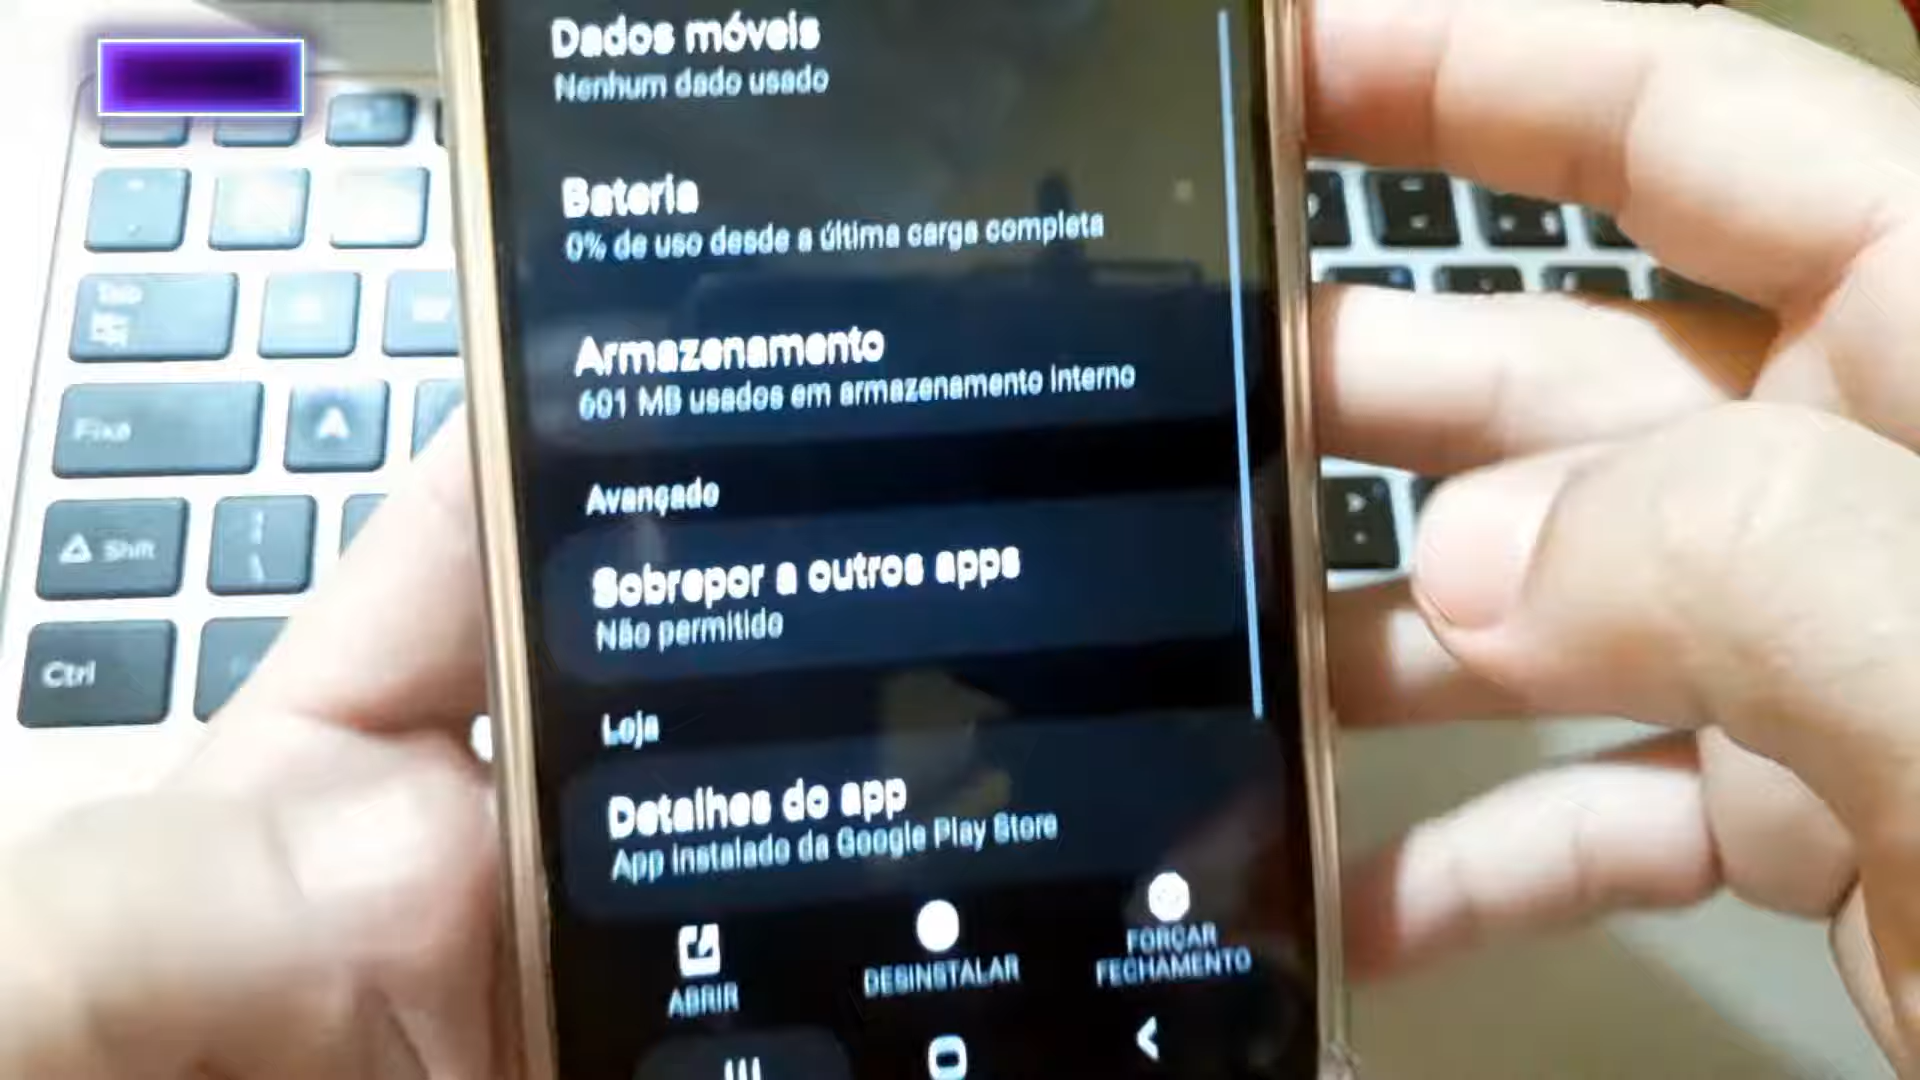 Dados móveis
Nenhum dado usado
Bateria
0% de uso desde a última carga completa
Armazenamento
601 MB usados em armazenamento interno
Avançado
Sobrepor a outros apps
Não permitido
Loja
Detalhes do app
App instalado da Google Play Store
ABRIR
DESINSTALAR
FORÇAR
FECHAMENTO
Tab
Fixa
A
Shift
Ctrl